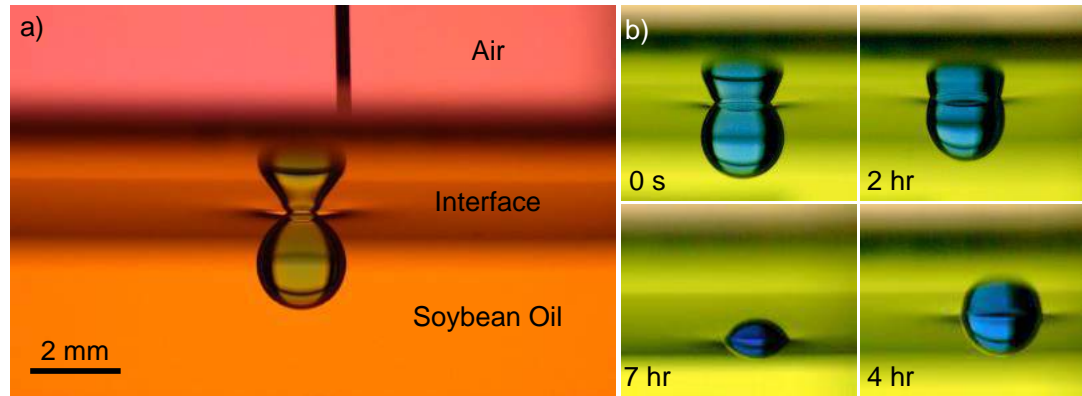 a)
Air
Interface
Soybean Oil
2 mm
b)
0 s
2 hr
7 hr
4 hr